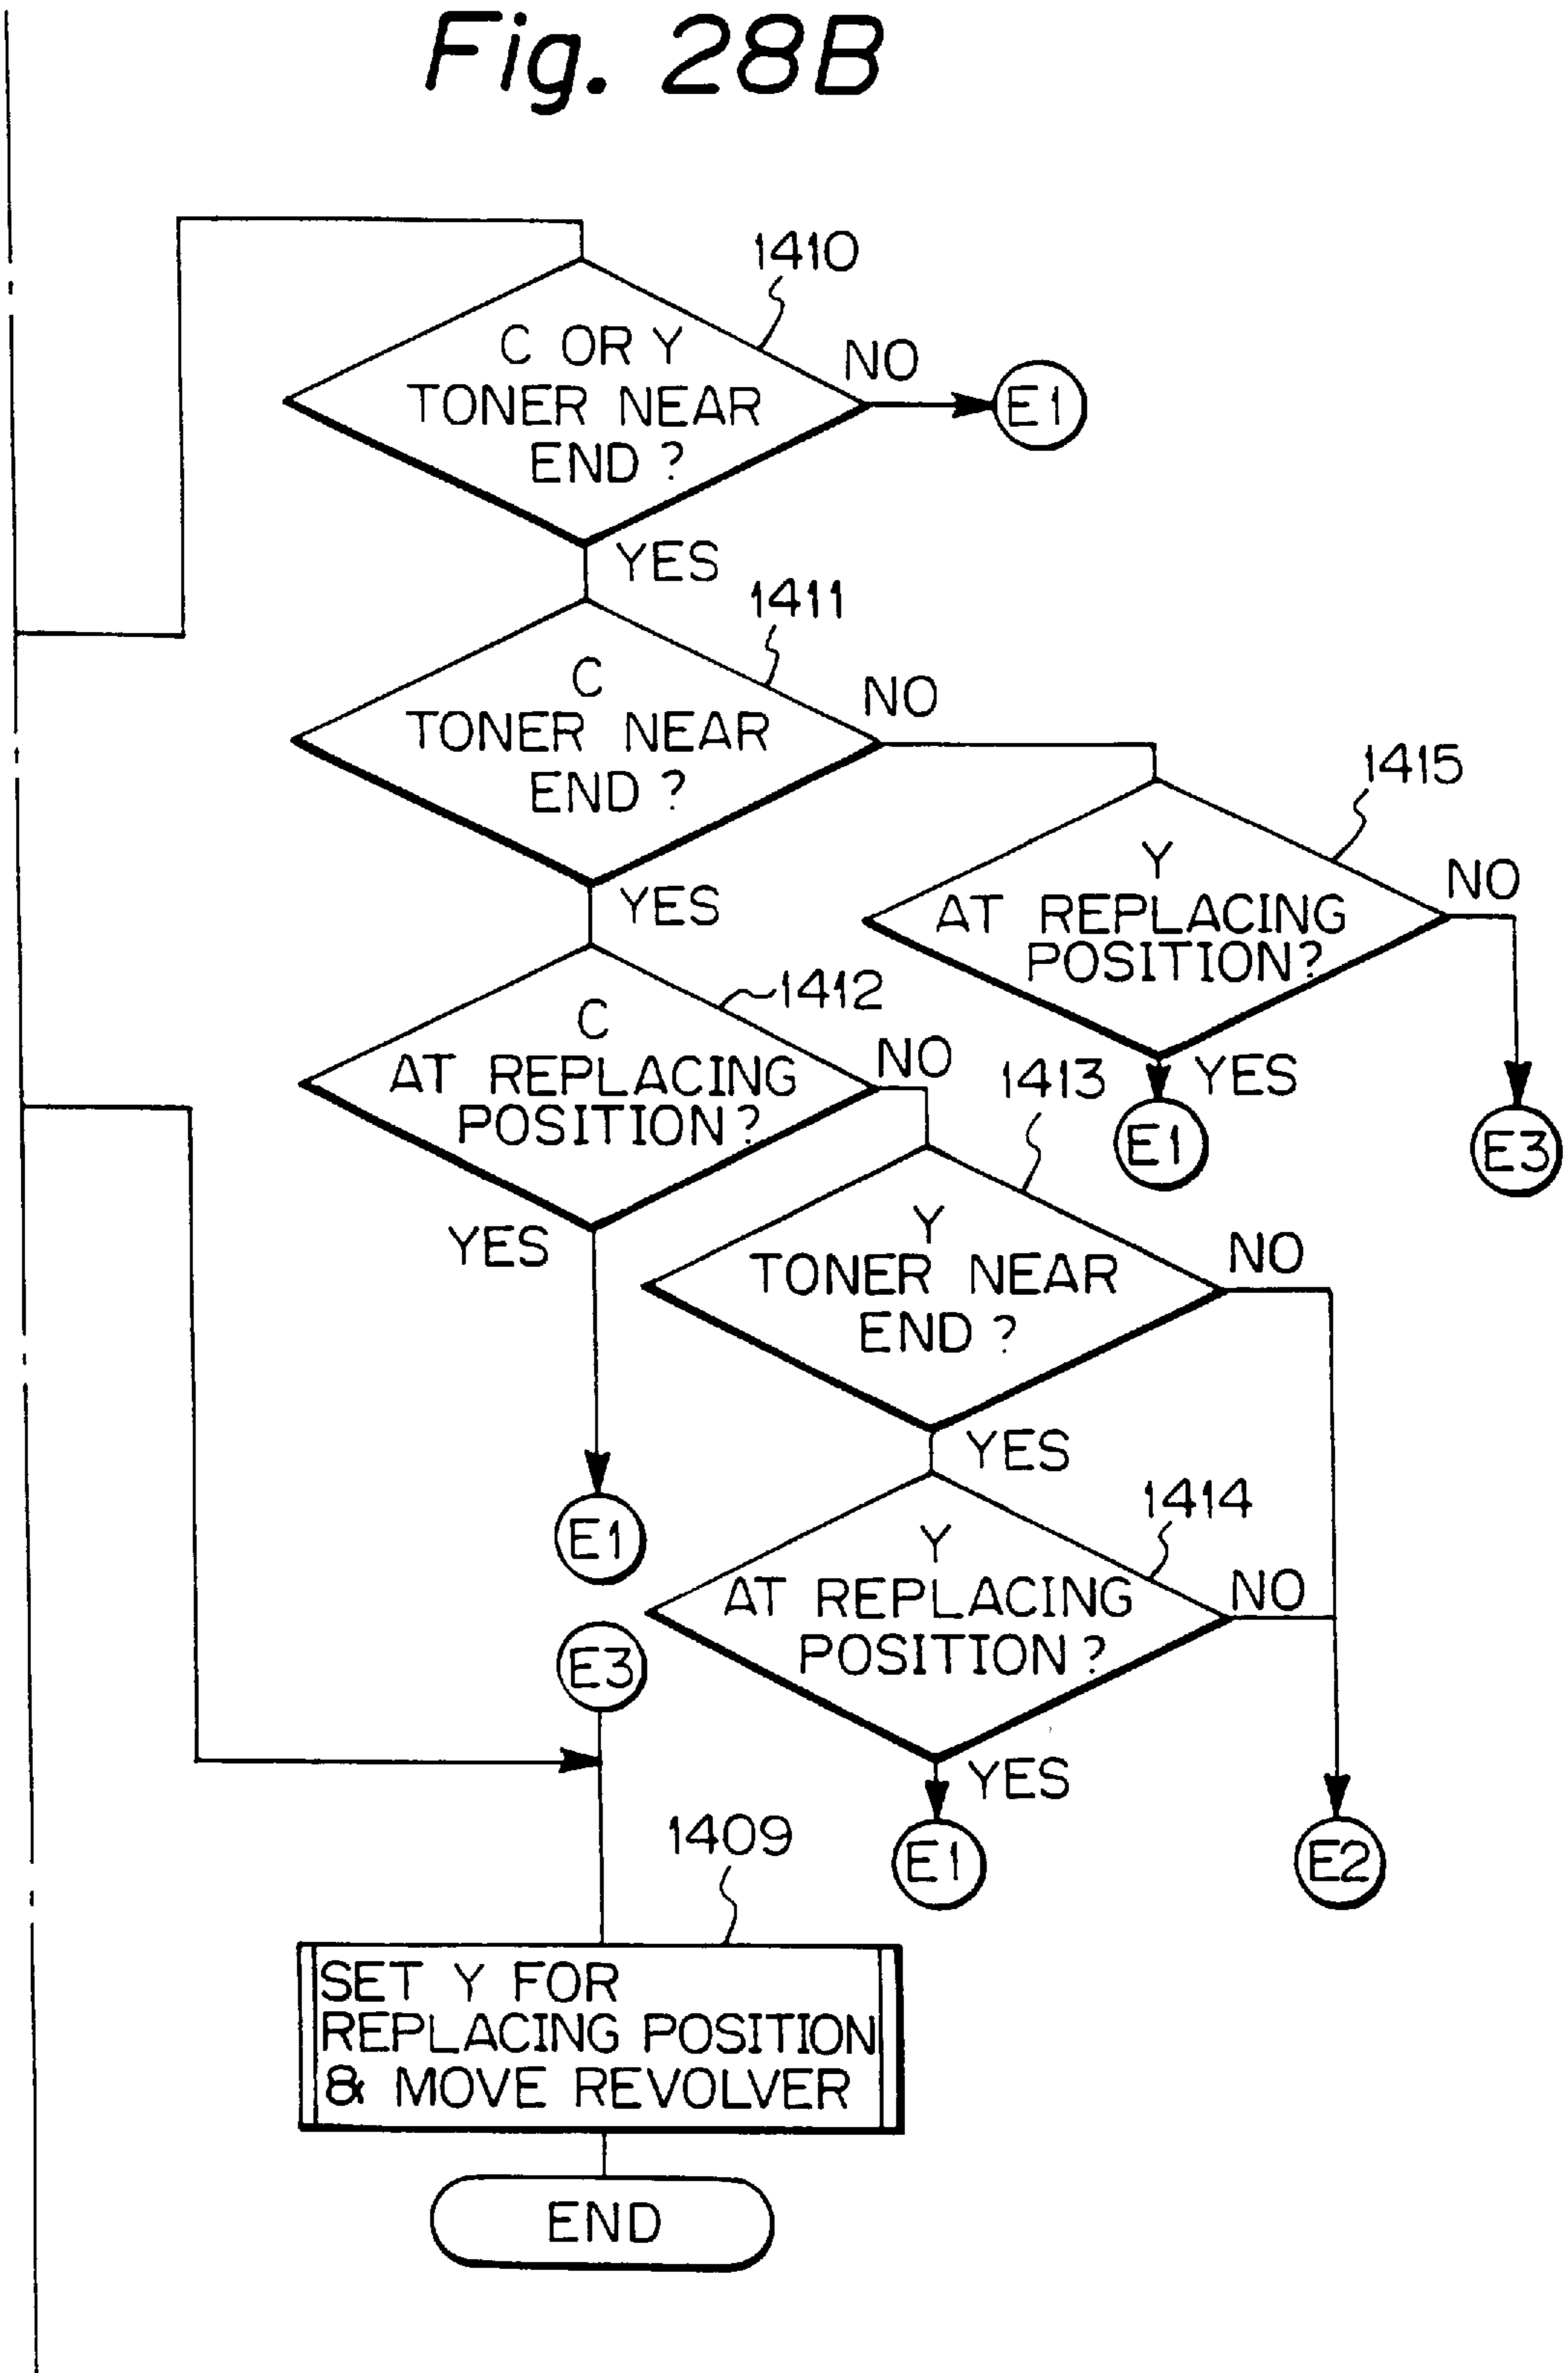 Fig. 28B
1410
C OR Y
TONER NEAR
END ?
NO
E1
YES
1411
C
TONER NEAR
END ?
NO
1415
YES
Y
AT REPLACING
POSITION?
NO
YES
E1
E3
1412
C
AT REPLACING
POSITION?
NO
1413
YES
Y
TONER NEAR
END ?
NO
YES
E1
1414
Y
AT REPLACING
POSITION ?
NO
E3
YES
E1
E2
1409
SET Y FOR
REPLACING POSITION
& MOVE REVOLVER
END